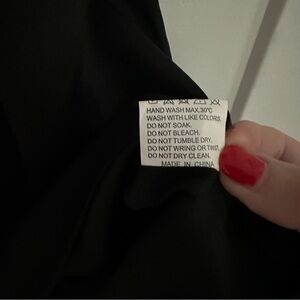 HAND WASH MAX.30°C
WASH WITH LIKE COLORS.
DO NOT SOAK.
DO NOT BLEACH.
DO NOT TUMBLE DRY.
DO NOT WRING OR TWIST.
DO NOT DRY CLEAN.
MADE IN CHINA